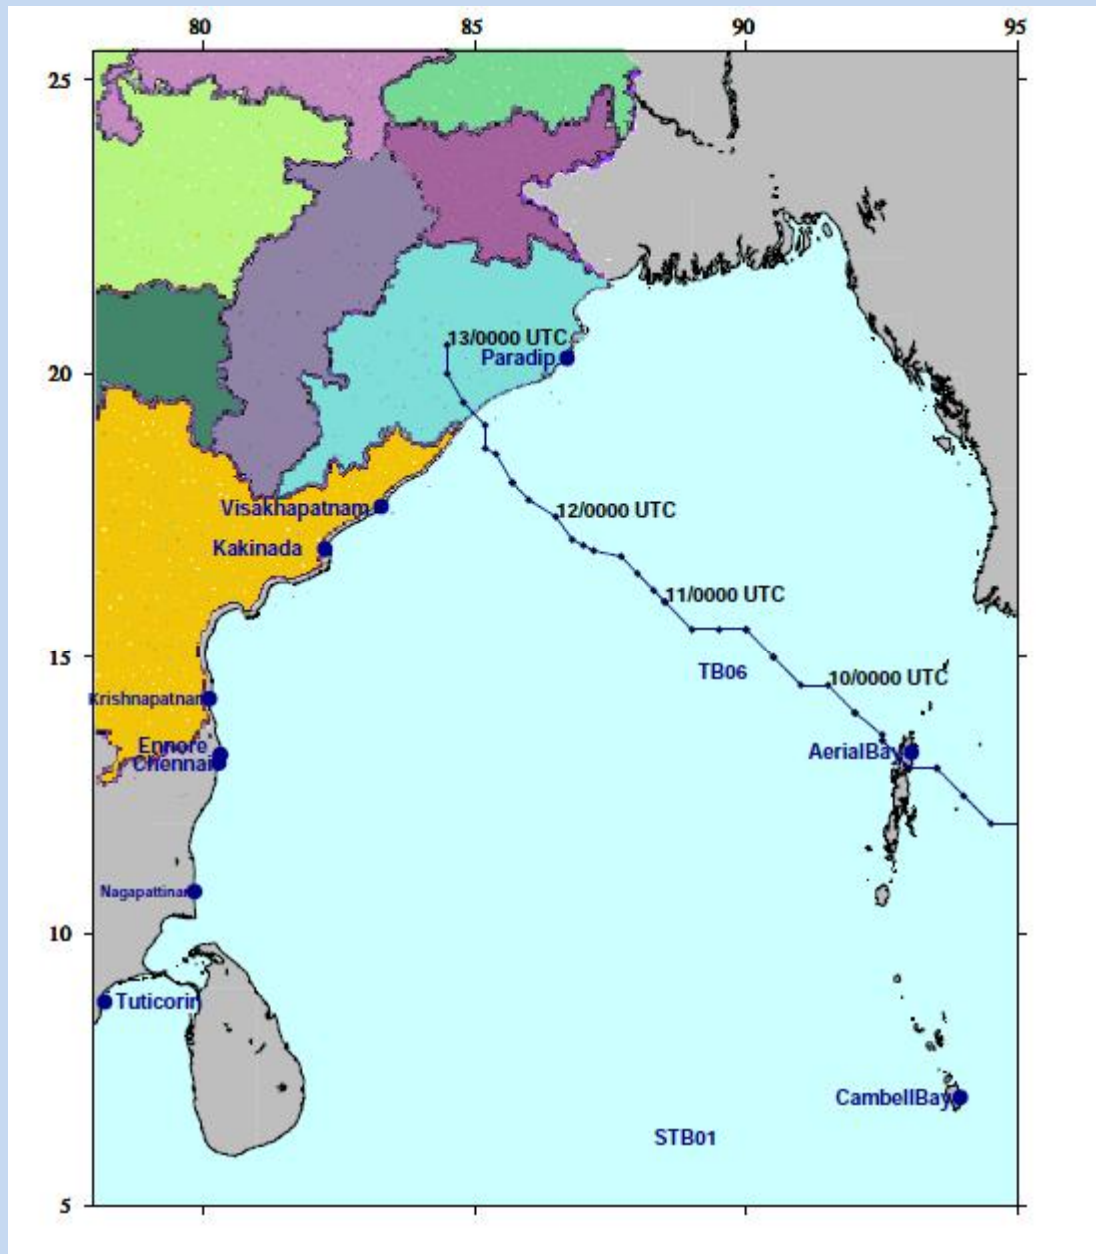 80 85 90 95
25
13/0000 UTC
Paradip
20
Visakhapatnam
12/0000 UTC
Kakinada
11/0000 UTC
15
TB06
10/0000 UTC
Krishnapatnam
Ennore
AerialBay
Chennai
Nagapattinam
10
Tuticorin
CambellBay
STB01
5